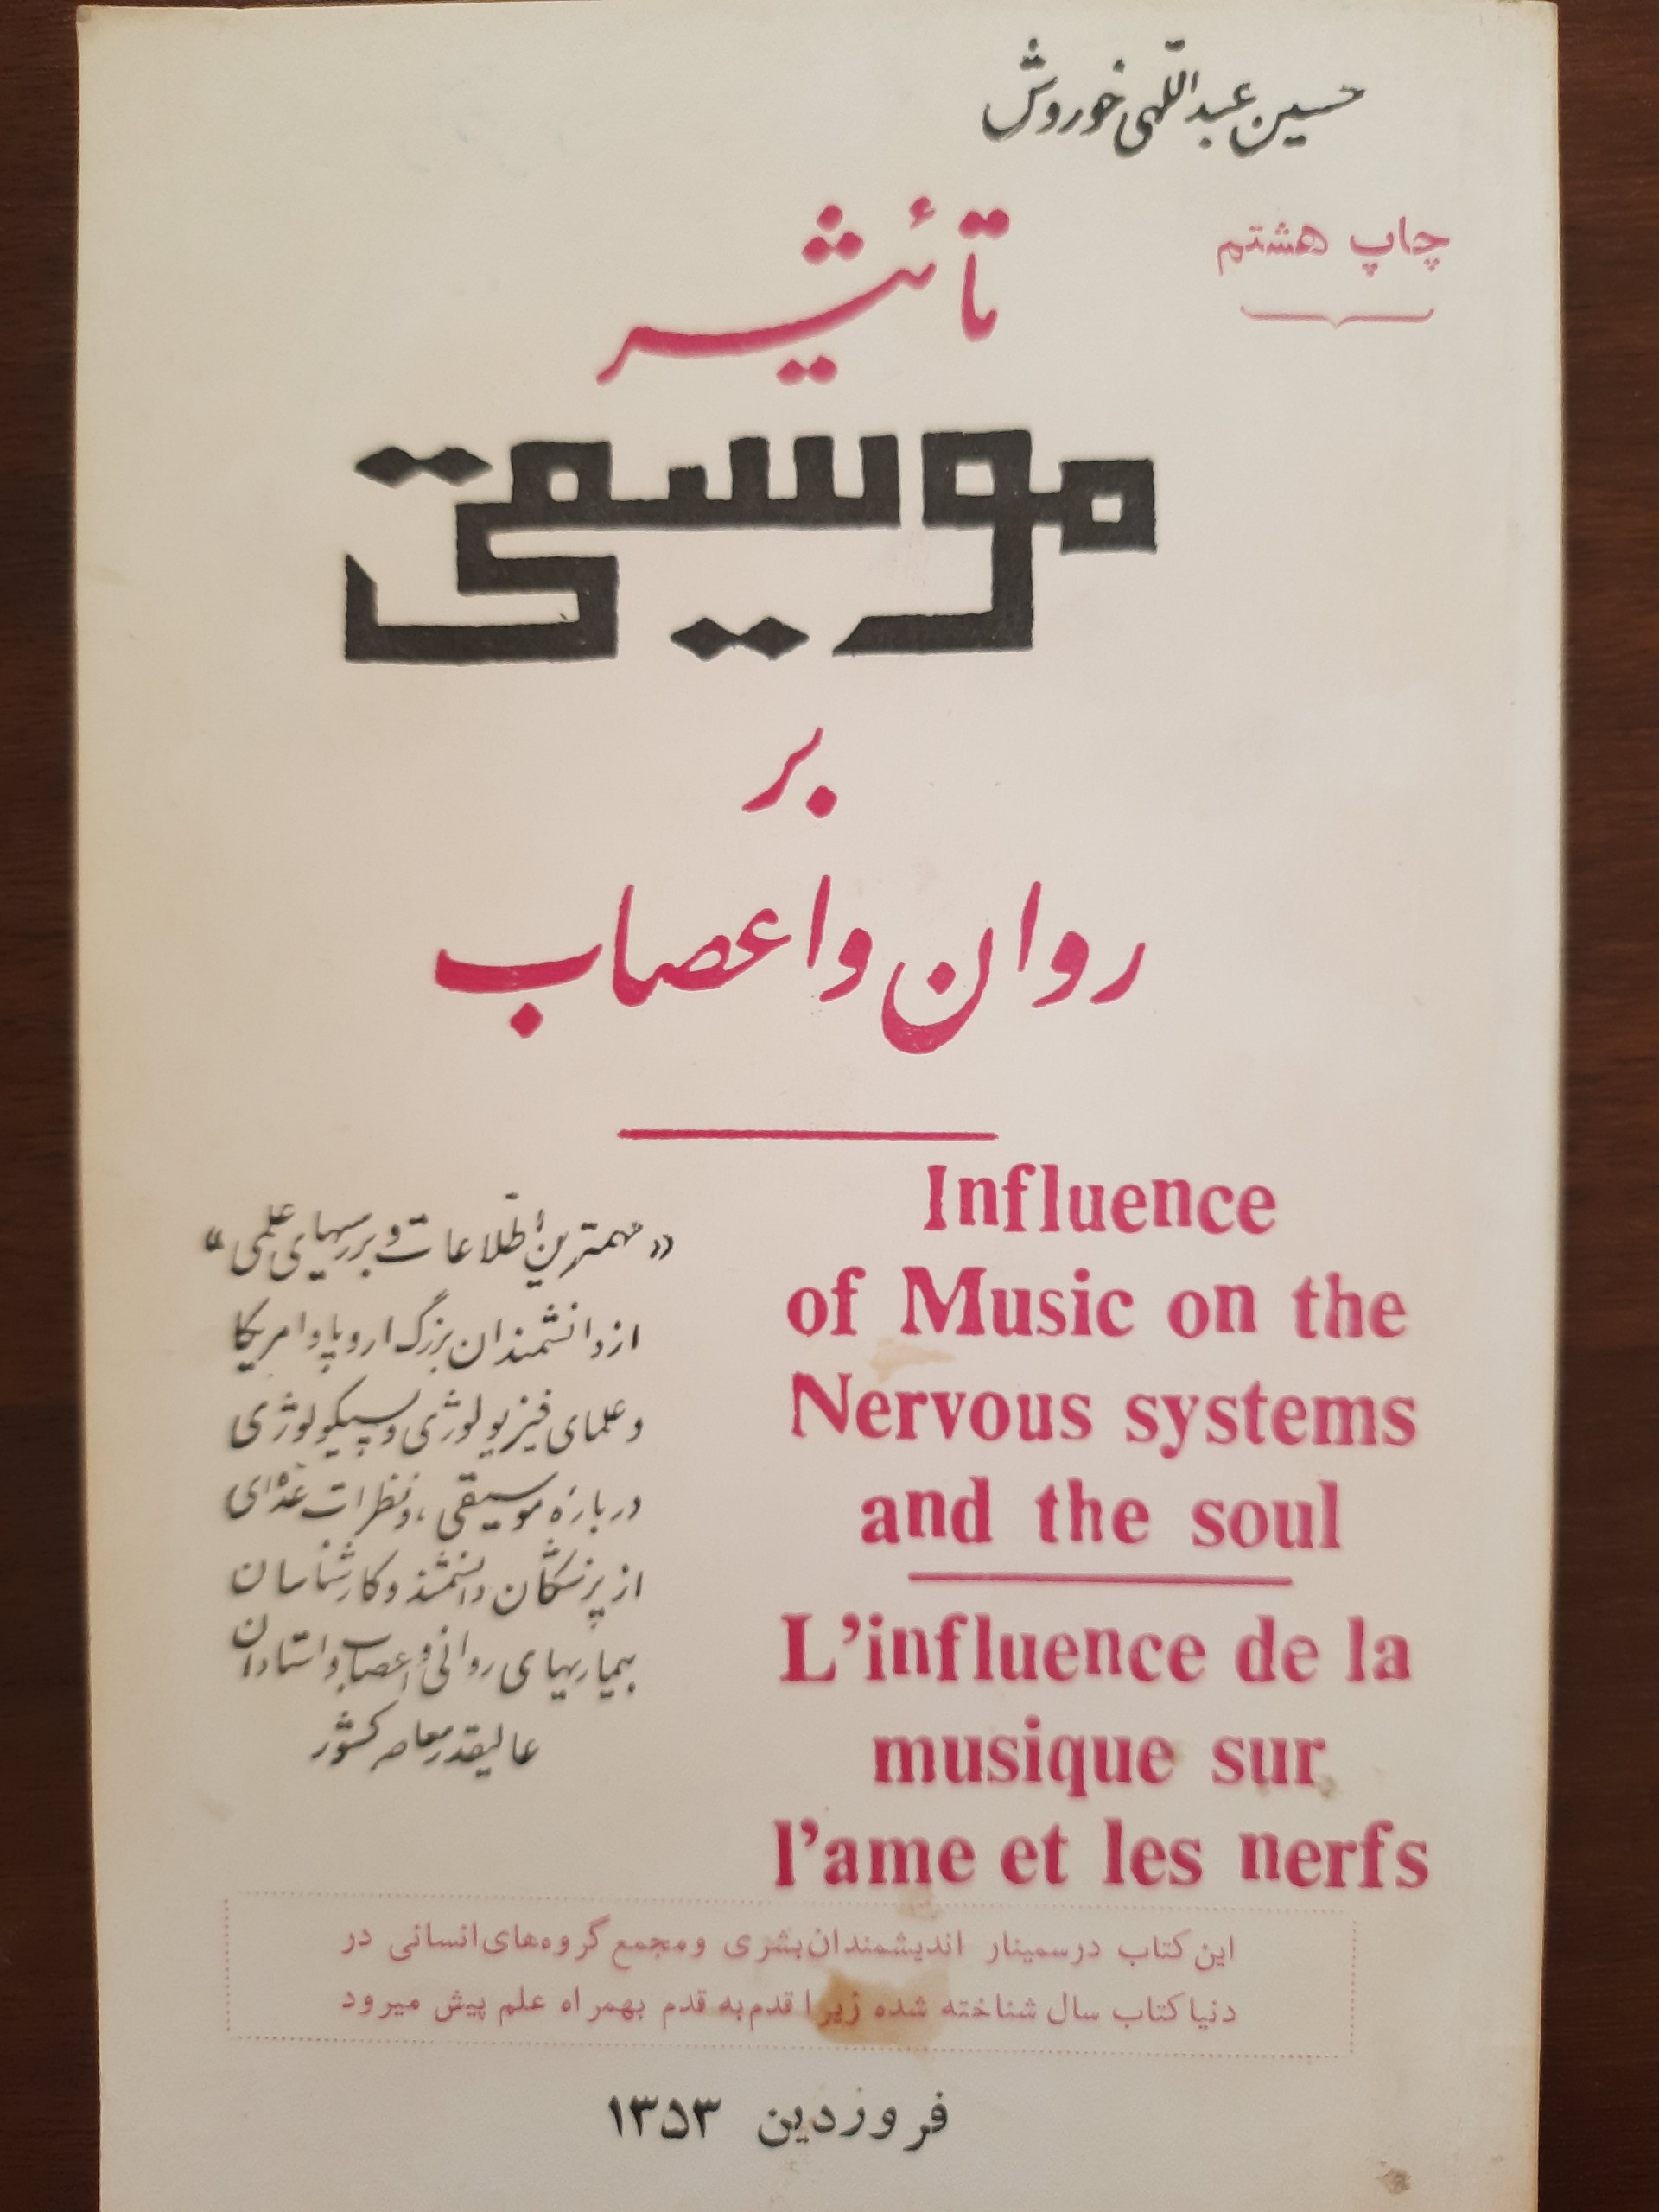 حسین عبداللهی خوروش
چاپ هشتم
تأثیر
موسیقی
بر
روان و اعصاب
Influence
of Music on the
Nervous systems
and the soul
L'influence de la
musique sur
l'ame et les nerfs
«مهمترین اطلاعات و بررسیهای علمی»
از دانشمندان بزرگ اروپا و امریکا
و علمای فیزیولوژی و پسیکولوژی
درباره موسیقی، و نظرات عده‌ای
از پزشکان دانشمند و کارشناسان
بیماریهای روانی و اعصاب و استادان
عالیقدر معاصر کشور
این کتاب در سمینار اندیشمندان بشری و مجمع گروه‌های انسانی در
دنیا کتاب سال شناخته شده زیرا قدم به قدم بهمراه علم پیش میرود
فروردین ۱۳۵۳